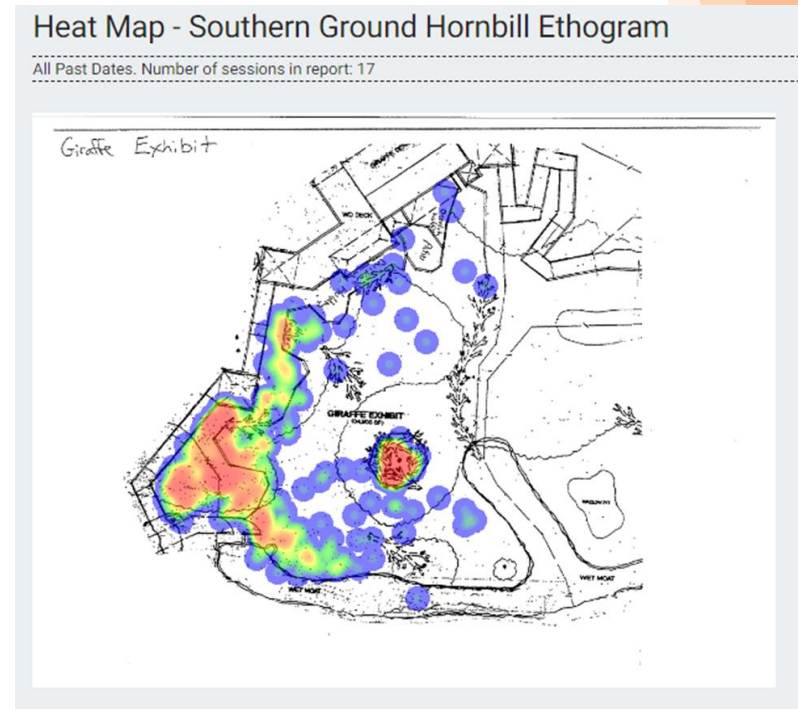 Heat Map - Southern Ground Hornbill Ethogram
All Past Dates. Number of sessions in report: 17
Giraffe Exhibit
WD DECK
GIRAFFE EXHIBIT
WET MOAT
WET MOAT